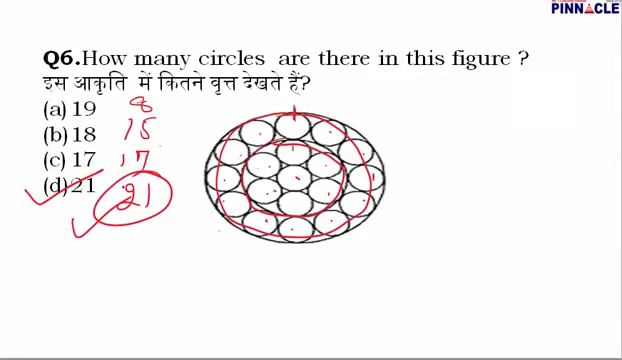 PINNACLE
Q6.How many circles are there in this figure ?
इस आकृति में कितने वृत्त देखते हैं?
(a) 19 8
(b) 18 15
(c) 17 17
(d) 21 21